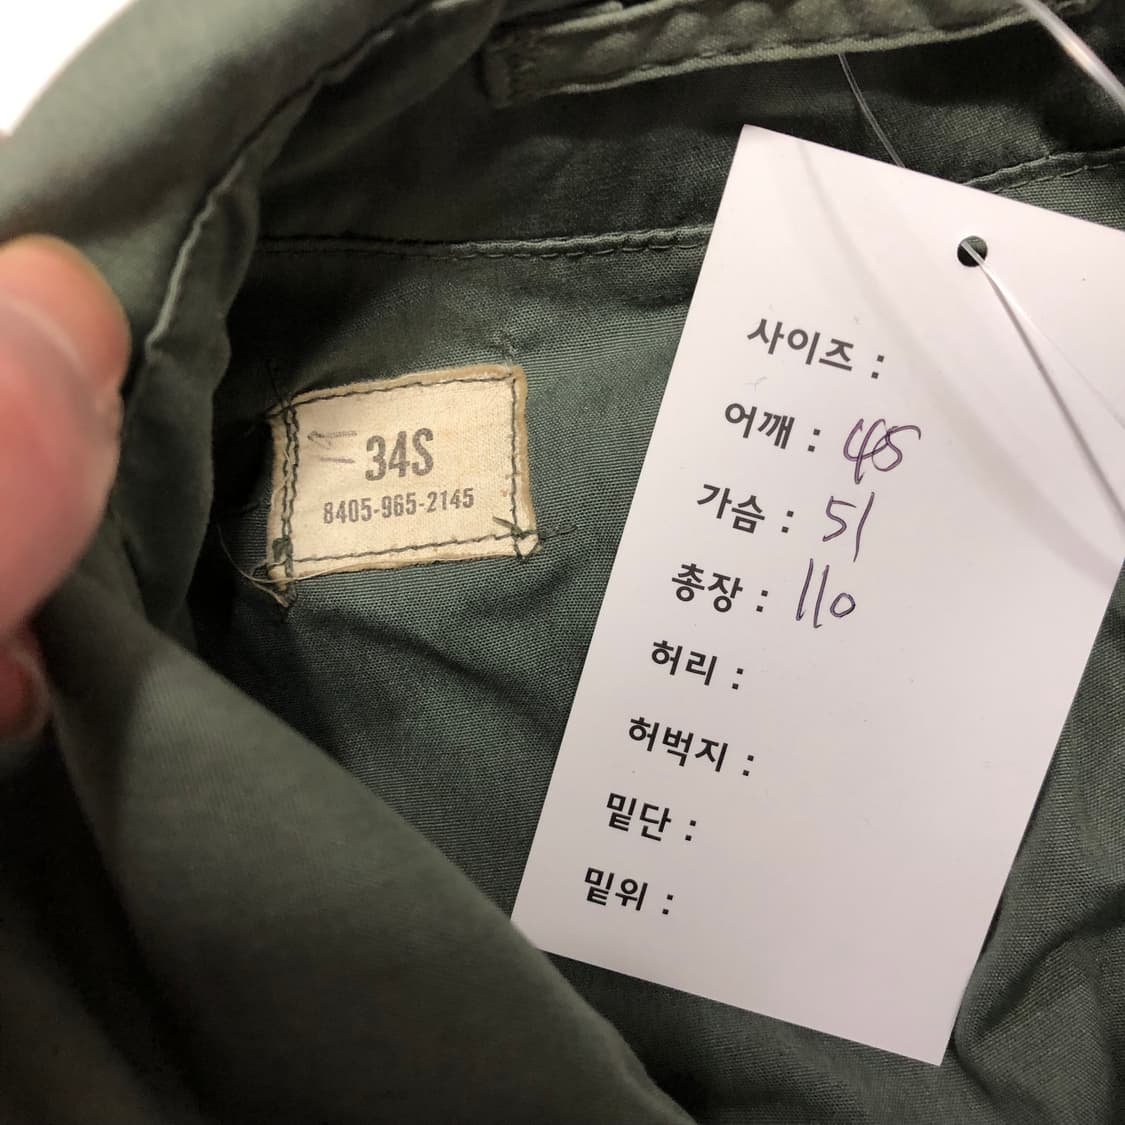 34S
8405-965-2145
사이즈 :
어깨 : 45
가슴 : 51
총장 : 110
허리 :
허벅지 :
밑단 :
밑위 :